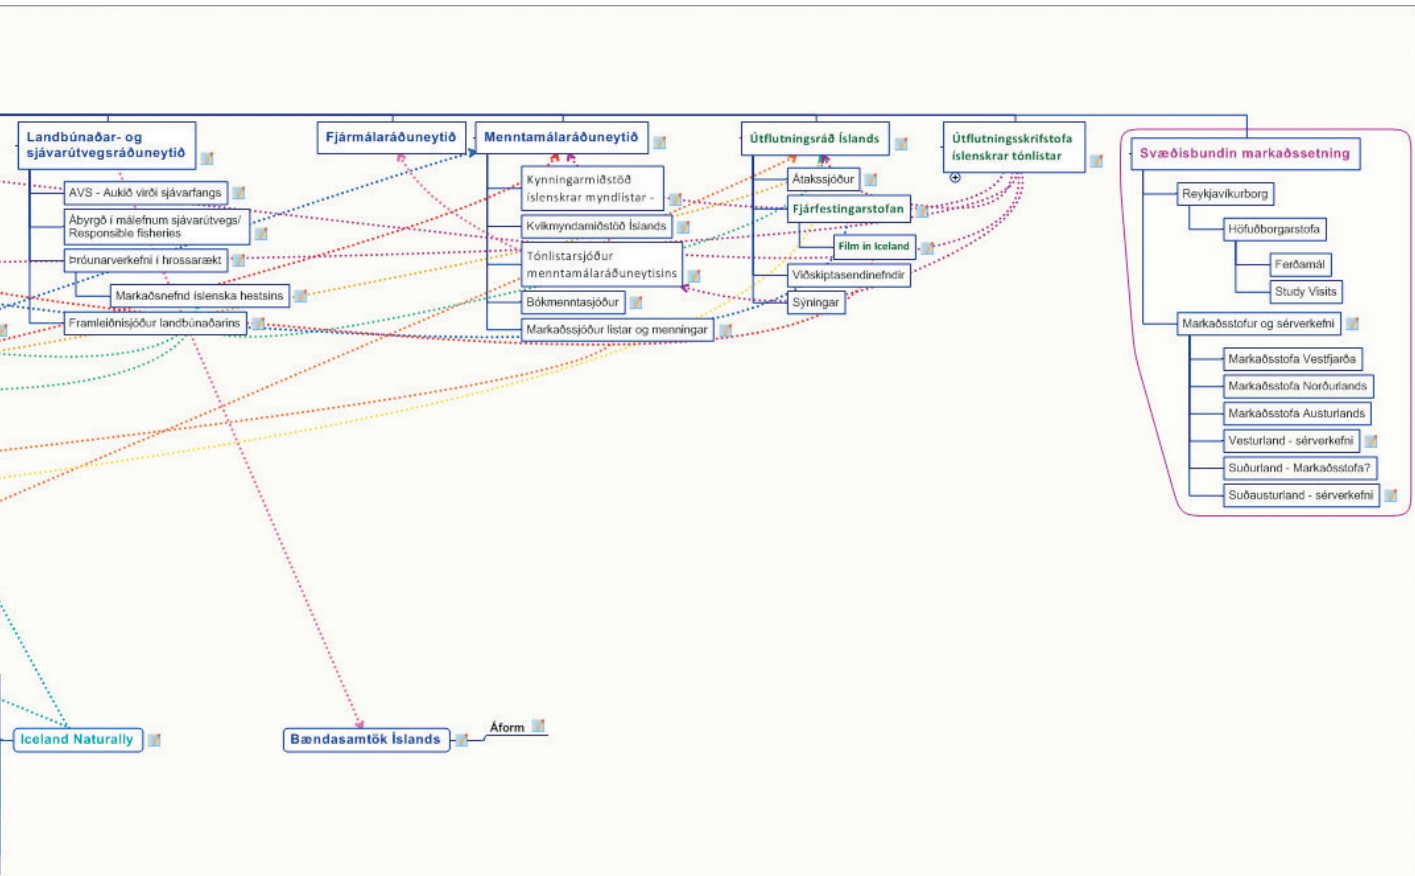 Landbúnaðar- og
sjávarútvegsráðuneytið
AVS - Aukið virði sjávarfangs
Ábyrgð í málefnum sjávarútvegs/
Responsible fisheries
Þróunarverkefni í hrossarækt
Markaðsnefnd íslenska hestsins
Framleiðnisjóður landbúnaðarins
Fjármálaráðuneytið
Menntamálaráðuneytið
Kynningarmiðstöð
íslenskrar myndlistar -
Kvikmyndamiðstöð Íslands
Tónlistarsjóður
menntamálaráðuneytisins
Bókmenntasjóður
Markaðssjóður listar og menningar
Útflutningsráð Íslands
Átakssjóður
Fjárfestingarstofan
Film in Iceland
Viðskiptasendinefndir
Sýningar
Útflutningsskrifstofa
íslenskrar tónlistar
Svæðisbundin markaðssetning
Reykjavíkurborg
Höfuðborgarstofa
Ferðamál
Study Visits
Markaðsstofur og sérverkefni
Markaðsstofa Vestfjarða
Markaðsstofa Norðurlands
Markaðsstofa Austurlands
Vesturland - sérverkefni
Suðurland - Markaðsstofa?
Suðausturland - sérverkefni
Iceland Naturally
Bændasamtök Íslands
Áform